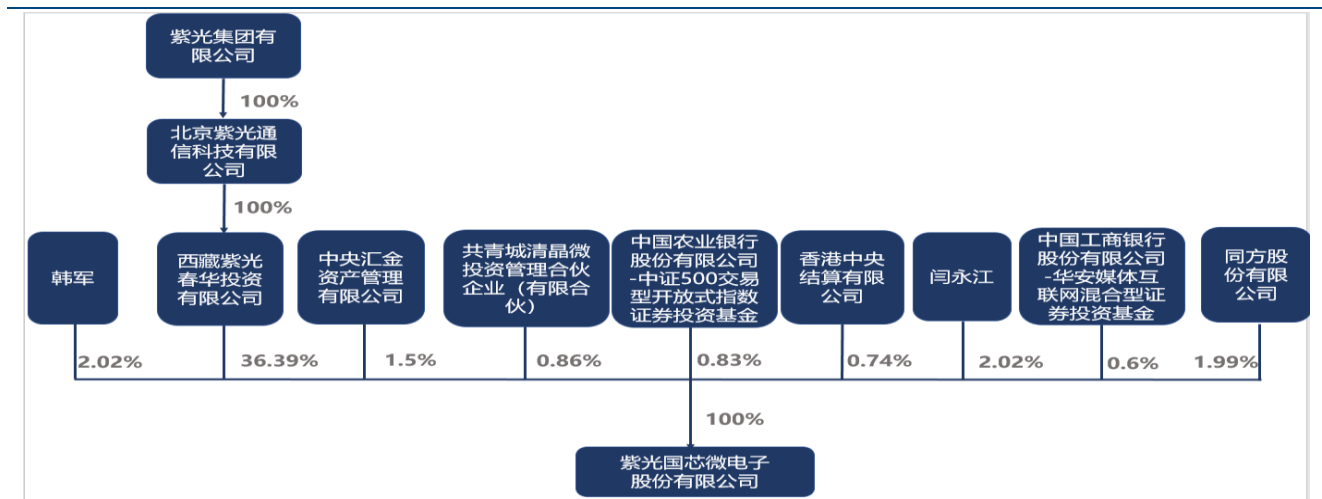 紫光集团有
限公司
100%
北京紫光通
信科技有限
公司
100%
韩军
西藏紫光
春华投资
有限公司
中央汇金
资产管理
有限公司
共青城清晶微
投资管理合伙
企业（有限合
伙）
中国农业银行
股份有限公司
-中证500交易
型开放式指数
证券投资基金
香港中央
结算有限
公司
闫永江
中国工商银行
股份有限公司
-华安媒体互
联网混合型证
券投资基金
同方股
份有限
公司
2.02%
36.39%
1.5%
0.86%
0.83%
0.74%
2.02%
0.6%
1.99%
100%
紫光国芯微电子
股份有限公司